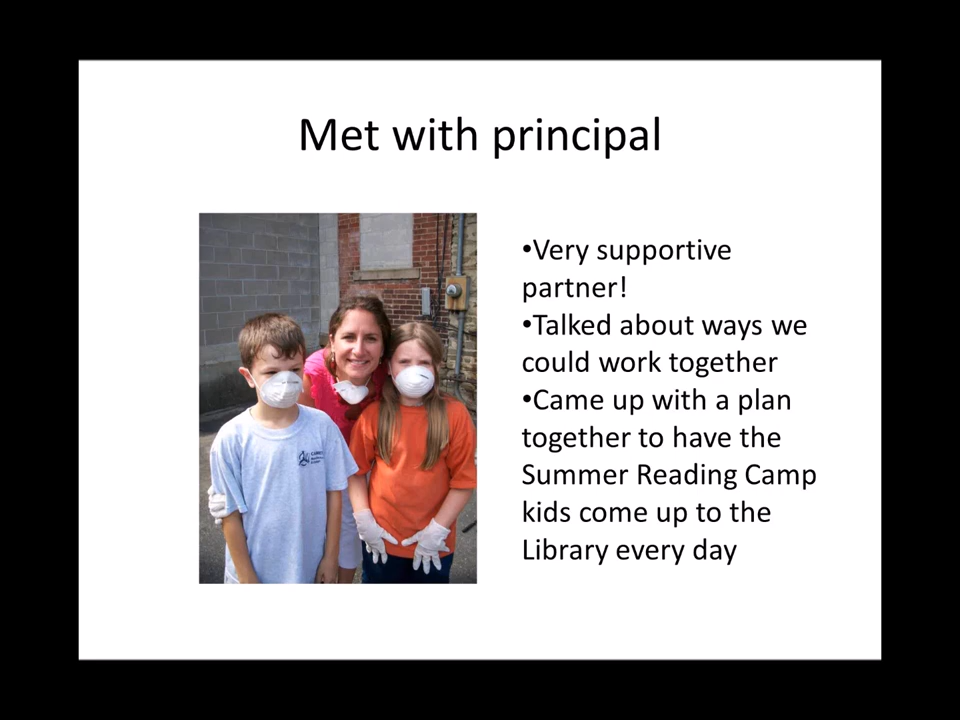 Met with principal
•Very supportive
partner!
•Talked about ways we
could work together
•Came up with a plan
together to have the
Summer Reading Camp
kids come up to the
Library every day